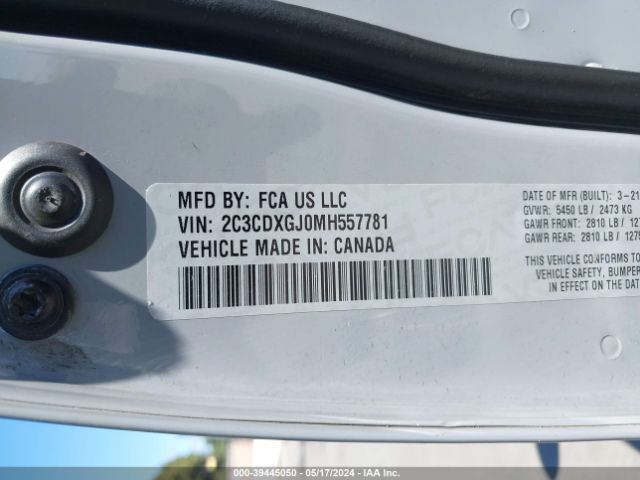 MFD BY: FCA US LLC
VIN: 2C3CDXGJ0MH557781
VEHICLE MADE IN: CANADA
DATE OF MFR (BUILT): 3-21
GVWR: 5450 LB / 2473 KG
GAWR FRONT: 2810 LB / 127
GAWR REAR: 2810 LB / 1275
THIS VEHICLE CONFORMS TO
VEHICLE SAFETY, BUMPER
IN EFFECT ON THE DAT
000-39445050 - 05/17/2024 - IAA Inc.